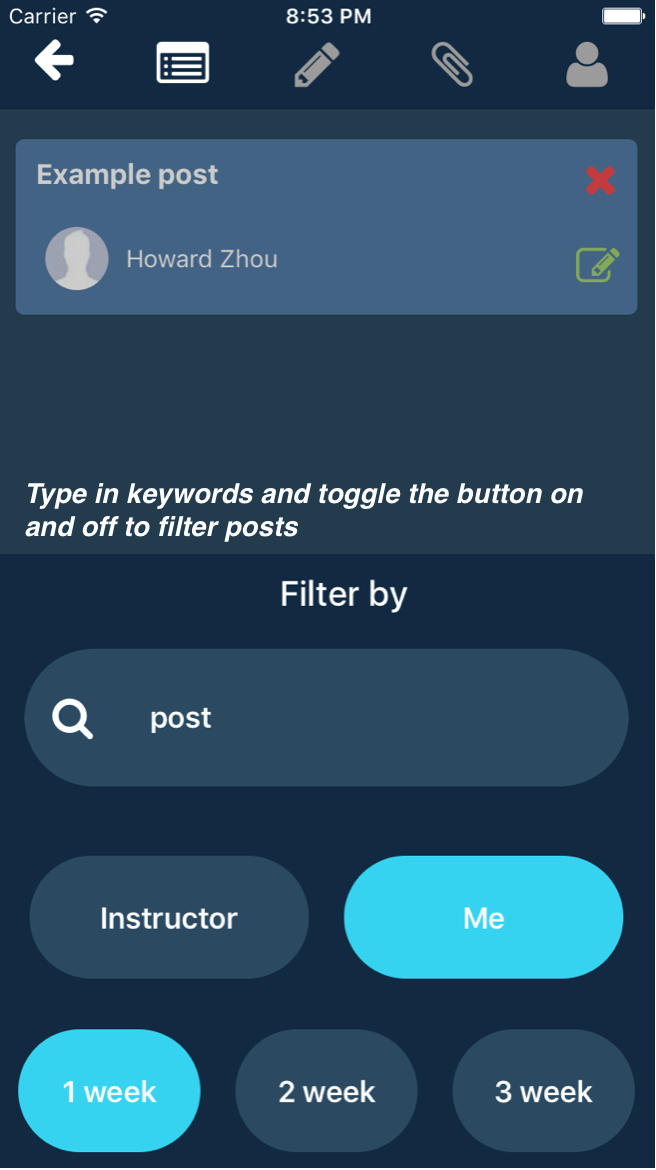 Carrier 8:53 PM
Example post
Howard Zhou
Type in keywords and toggle the button on
and off to filter posts
Filter by
post
Instructor Me
1 week 2 week 3 week